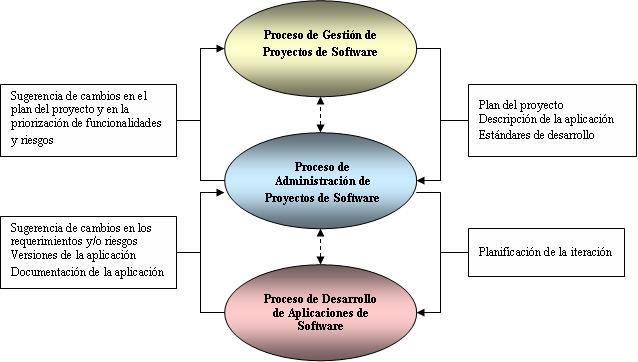 Proceso de Gestión de
Proyectos de Software
Sugerencia de cambios en el
plan del proyecto y en la
priorización de funcionalidades
y riesgos
Plan del proyecto
Descripción de la aplicación
Estándares de desarrollo
Proceso de
Administración de
Proyectos de Software
Sugerencia de cambios en los
requerimientos y/o riesgos
Versiones de la aplicación
Documentación de la aplicación
Planificación de la iteración
Proceso de Desarrollo
de Aplicaciones de
Software